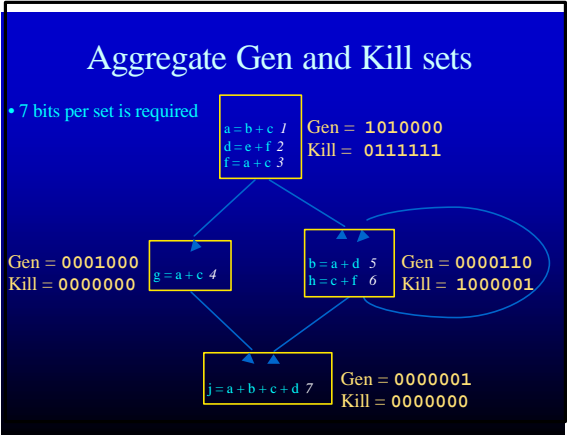 Aggregate Gen and Kill sets
• 7 bits per set is required
a = b + c 1
d = e + f 2
f = a + c 3
Gen = 1010000
Kill = 0111111
Gen = 0001000
Kill = 0000000
g = a + c 4
b = a + d 5
h = c + f 6
Gen = 0000110
Kill = 1000001
j = a + b + c + d 7
Gen = 0000001
Kill = 0000000